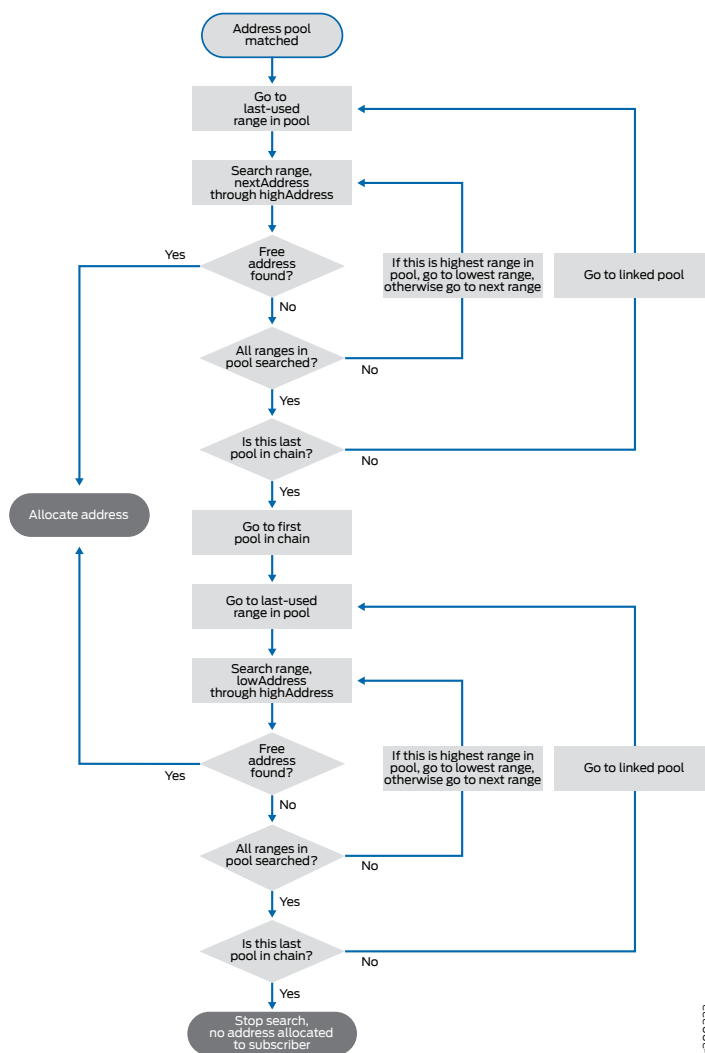 Address pool
matched
Go to
last-used
range in pool
Search range,
nextAddress
through highAddress
Yes
Free
address
found?
If this is highest range in
pool, go to lowest range,
otherwise go to next range
Go to linked pool
No
All ranges in
pool searched?
No
Yes
Is this last
pool in chain?
No
Yes
Allocate address
Go to first
pool in chain
Go to last-used
range in pool
Search range,
lowAddress
through highAddress
Yes
Free
address
found?
If this is highest range in
pool, go to lowest range,
otherwise go to next range
Go to linked pool
No
All ranges in
pool searched?
No
Yes
Is this last
pool in chain?
No
Yes
Stop search,
no address allocated
to subscriber